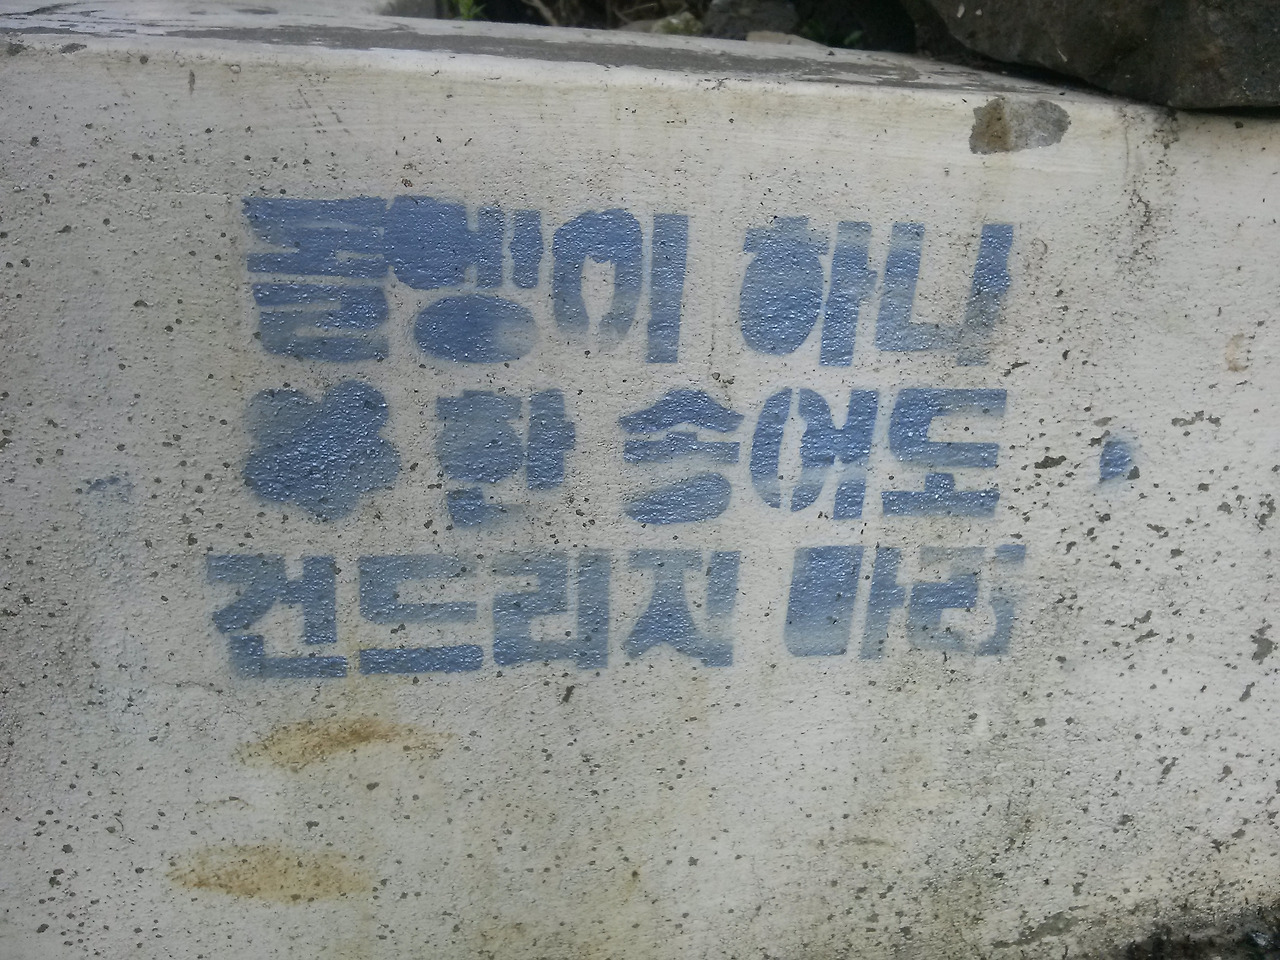 돌멩이 하나
한 송이도
건드리지 마라